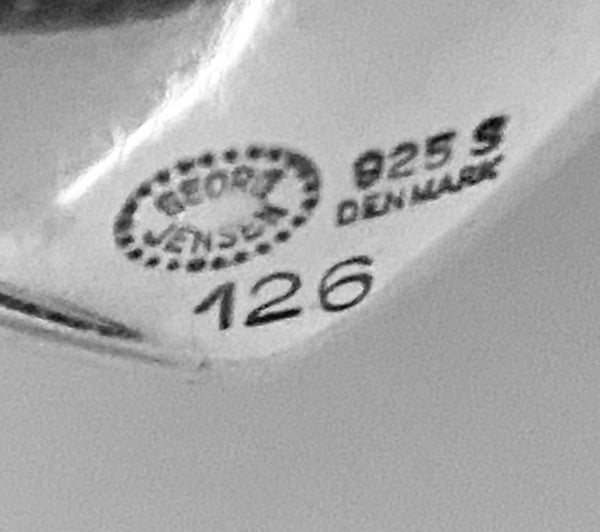 GEORG
JENSEN
925 S
DENMARK
126